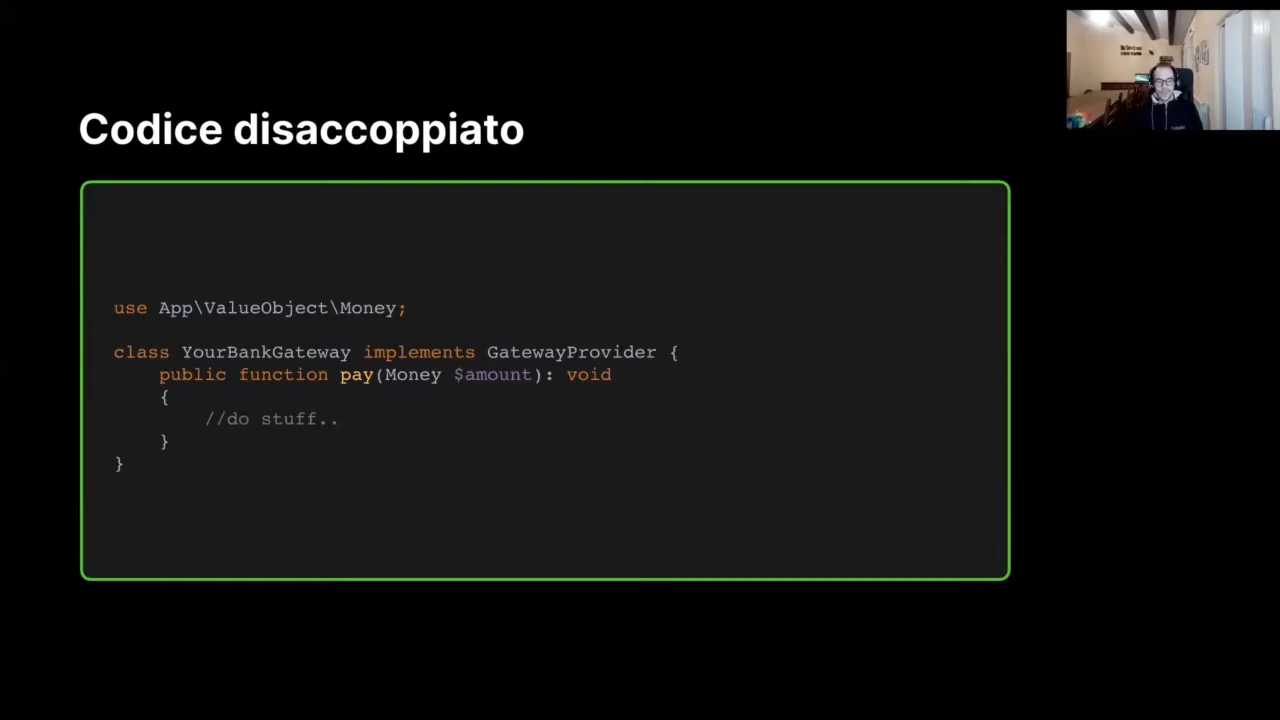 Codice disaccoppiato
use App\ValueObject\Money;
class YourBankGateway implements GatewayProvider {
public function pay(Money $amount): void
{
//do stuff..
}
}